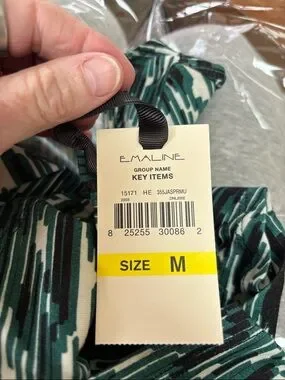 EMALINE
GROUP NAME
KEY ITEMS
15171 HE 355JASPRMU
8 25255 30086 2
SIZE M